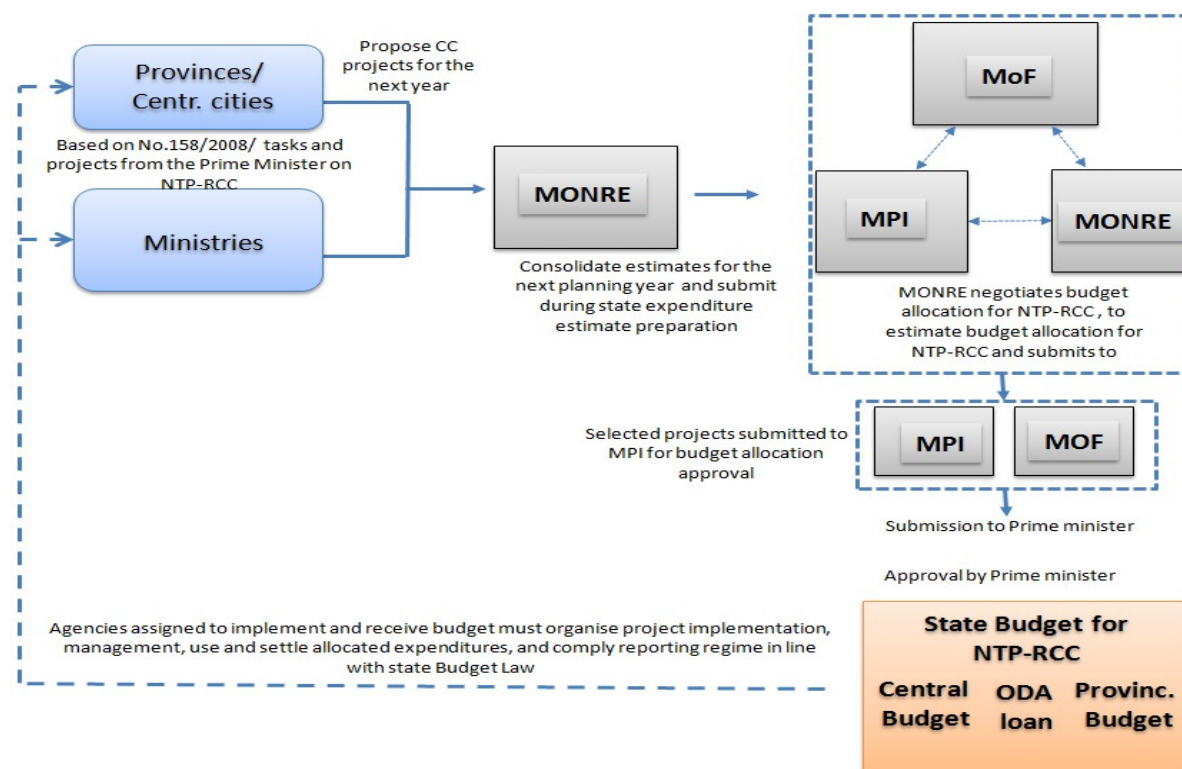 Provinces/
Centr. cities
Propose CC
projects for the
next year
Based on No.158/2008/ tasks and
projects from the Prime Minister on
NTP-RCC
Ministries
MONRE
Consolidate estimates for the
next planning year and submit
during state expenditure
estimate preparation
MoF
MPI
MONRE
MONRE negotiates budget
allocation for NTP-RCC , to
estimate budget allocation for
NTP-RCC and submits to
Selected projects submitted to
MPI for budget allocation
approval
MPI
MOF
Submission to Prime minister
Approval by Prime minister
Agencies assigned to implement and receive budget must organise project implementation,
management, use and settle allocated expenditures, and comply reporting regime in line
with state Budget Law
State Budget for
NTP-RCC
Central
Budget
ODA
loan
Provinc.
Budget